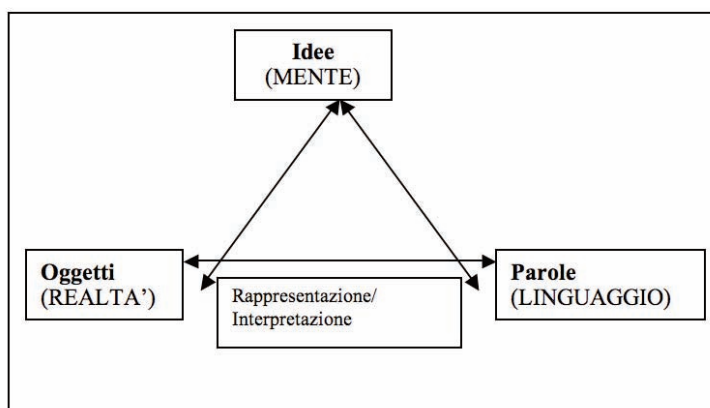 Idee
(MENTE)
Oggetti
(REALTA’)
Rappresentazione/
Interpretazione
Parole
(LINGUAGGIO)